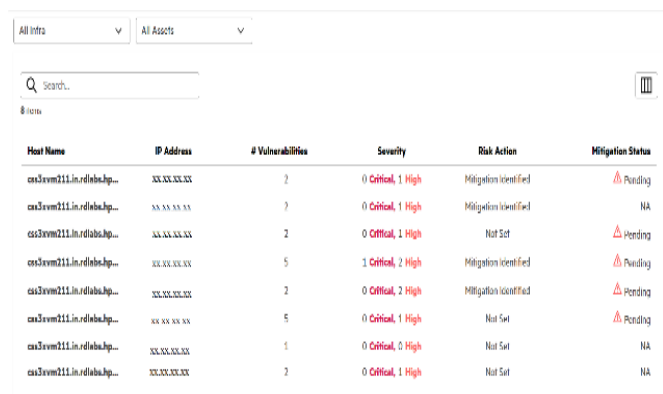 All Infra All Assets
Search...
8 items
Host Name IP Address # Vulnerabilities Severity Risk Action Mitigation Status
css3xvm211.in.rdlabs.hp... xx.xx.xx.xx 2 0 Critical, 1 High Mitigation Identified Pending
css3xvm211.in.rdlabs.hp... xx.xx.xx.xx 2 0 Critical, 1 High Mitigation Identified NA
css3xvm211.in.rdlabs.hp... xx.xx.xx.xx 2 0 Critical, 1 High Not Set Pending
css3xvm211.in.rdlabs.hp... xx.xx.xx.xx 5 1 Critical, 2 High Mitigation Identified Pending
css3xvm211.in.rdlabs.hp... xx.xx.xx.xx 2 0 Critical, 2 High Mitigation Identified Pending
css3xvm211.in.rdlabs.hp... xx.xx.xx.xx 5 0 Critical, 1 High Not Set Pending
css3xvm211.in.rdlabs.hp... xx.xx.xx.xx 1 0 Critical, 0 High Not Set NA
css3xvm211.in.rdlabs.hp... xx.xx.xx.xx 2 0 Critical, 1 High Not Set NA